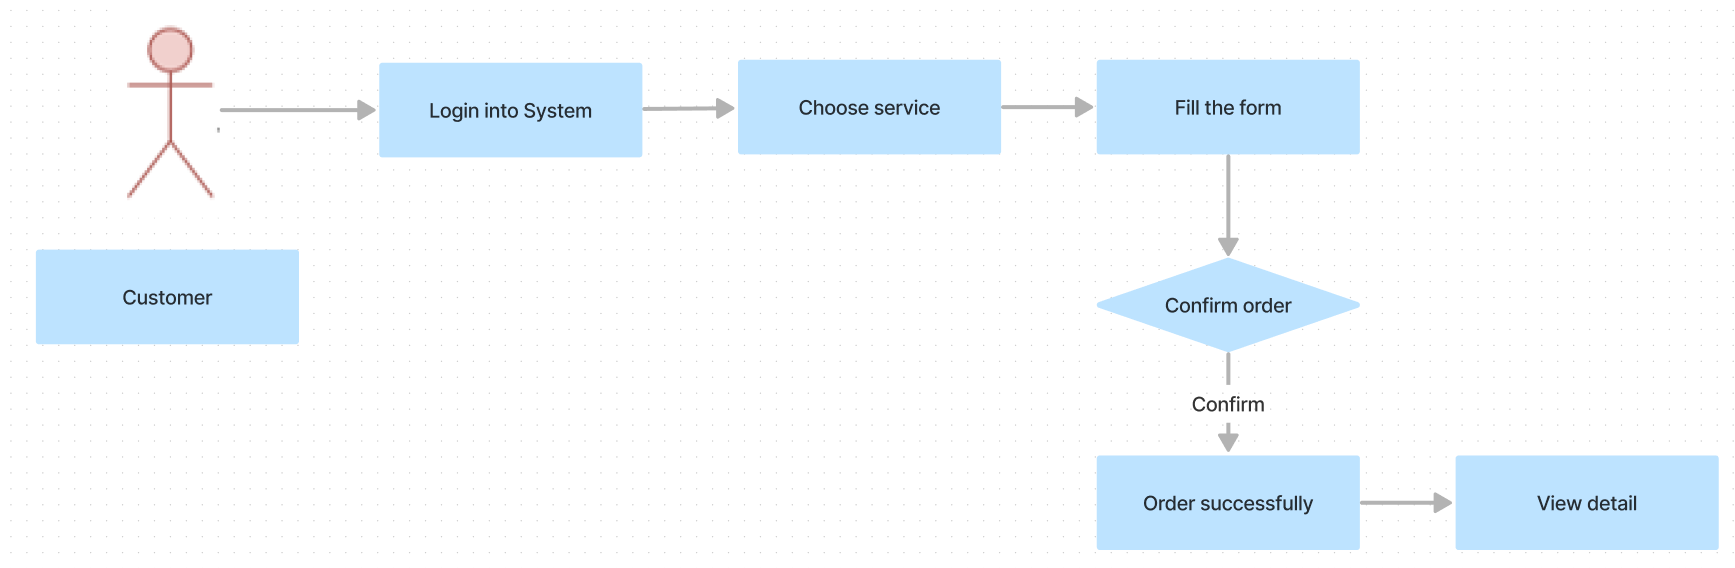 Login into System
Choose service
Fill the form
Customer
Confirm order
Confirm
Order successfully
View detail